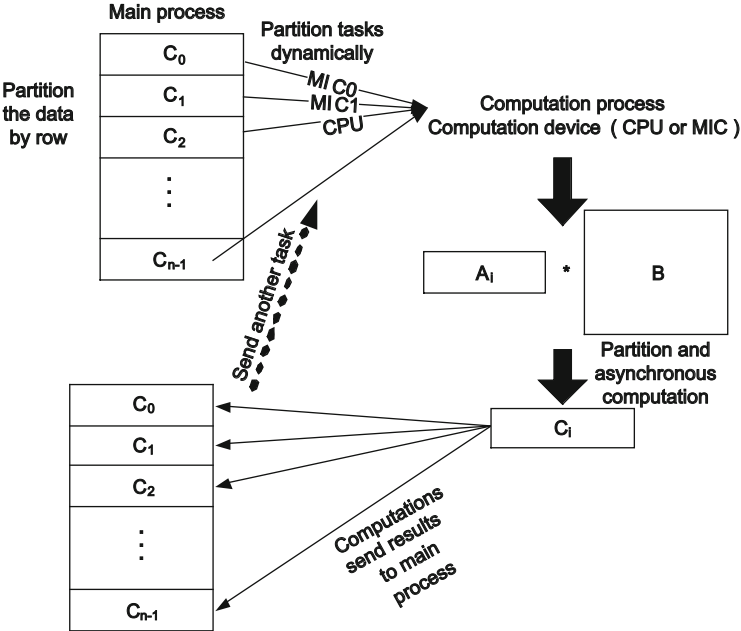 Main process
Partition
the data
by row
C0
C1
C2
⋮
Cn-1
Partition tasks
dynamically
MIC0
MIC1
CPU
Computation process
Computation device ( CPU or MIC )
Ai
*
B
Partition and
asynchronous
computation
Ci
Send another task
C0
C1
C2
⋮
Cn-1
Computations
send results
to main
process